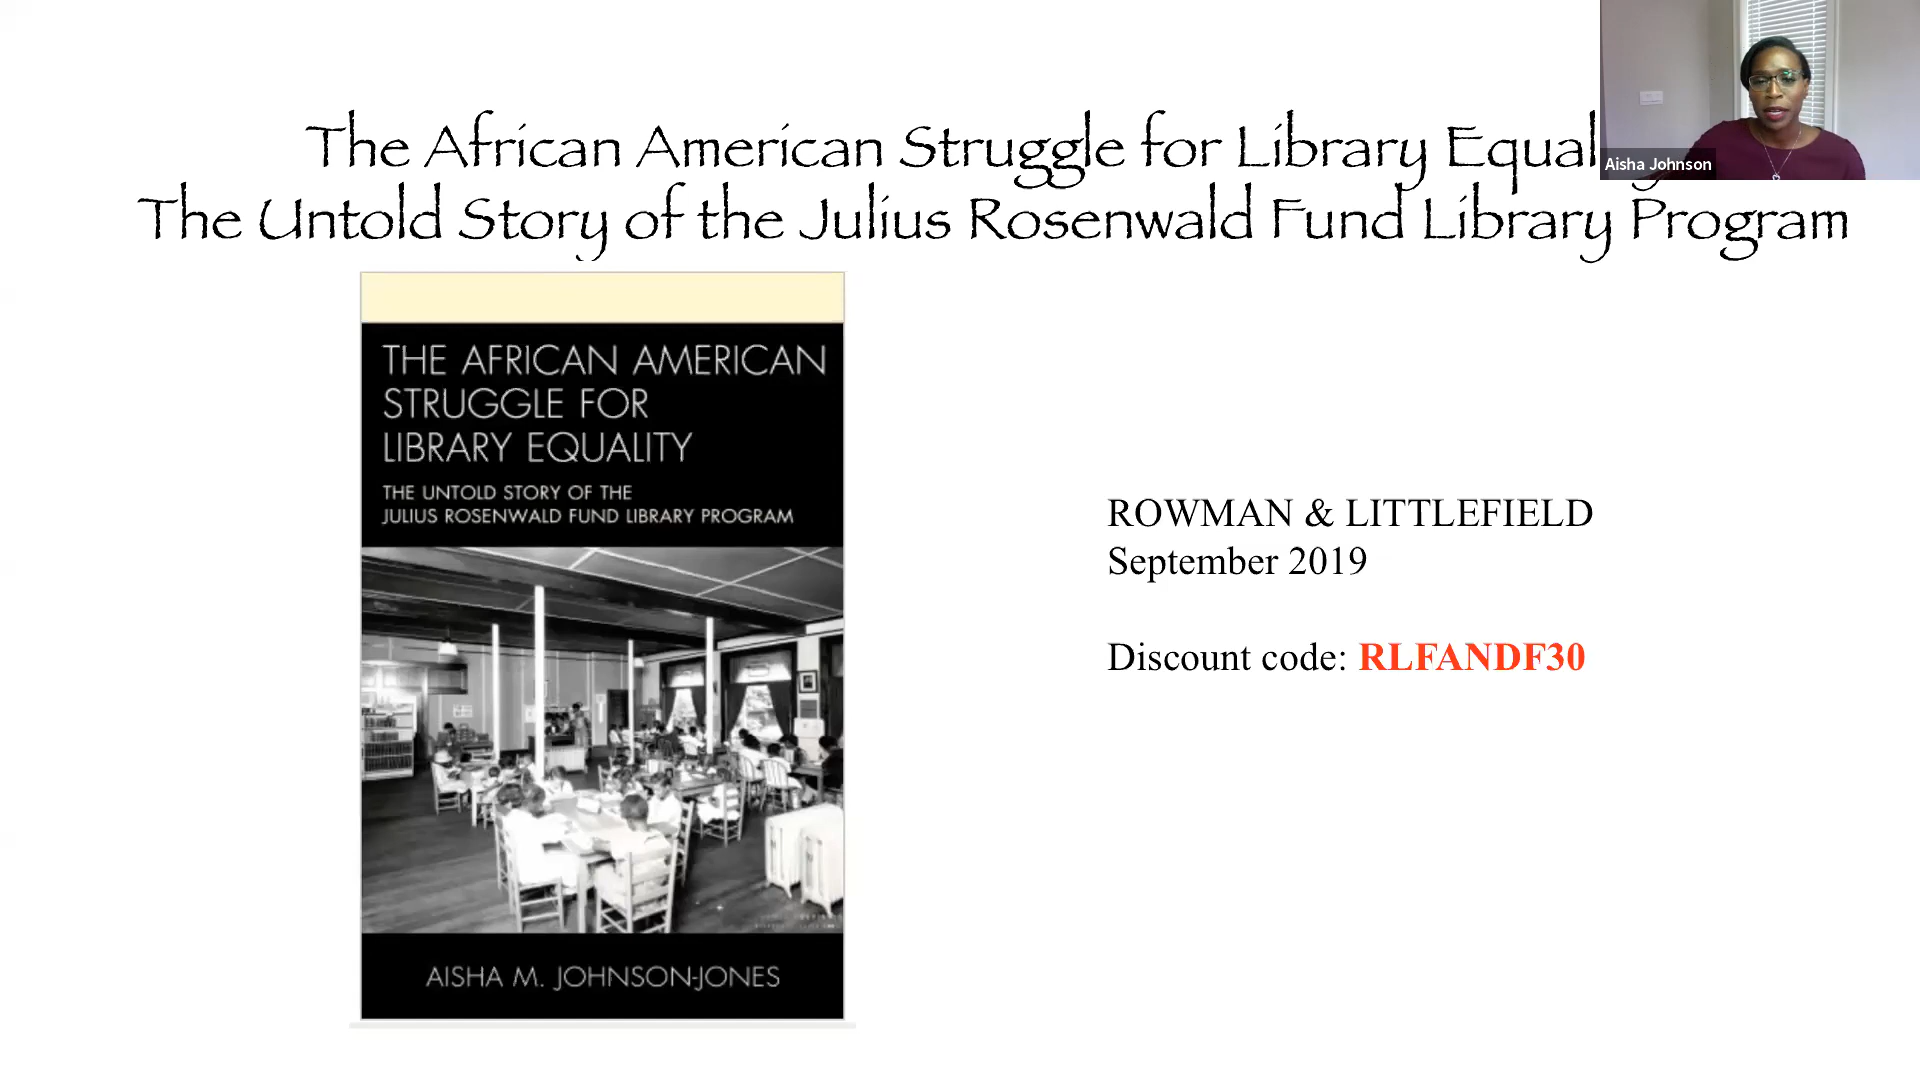 The African American Struggle for Library Equal
The Untold Story of the Julius Rosenwald Fund Library Program
Aisha Johnson
THE AFRICAN AMERICAN
STRUGGLE FOR
LIBRARY EQUALITY
THE UNTOLD STORY OF THE
JULIUS ROSENWALD FUND LIBRARY PROGRAM
AISHA M. JOHNSON-JONES
ROWMAN & LITTLEFIELD
September 2019
Discount code: RLFANDF30